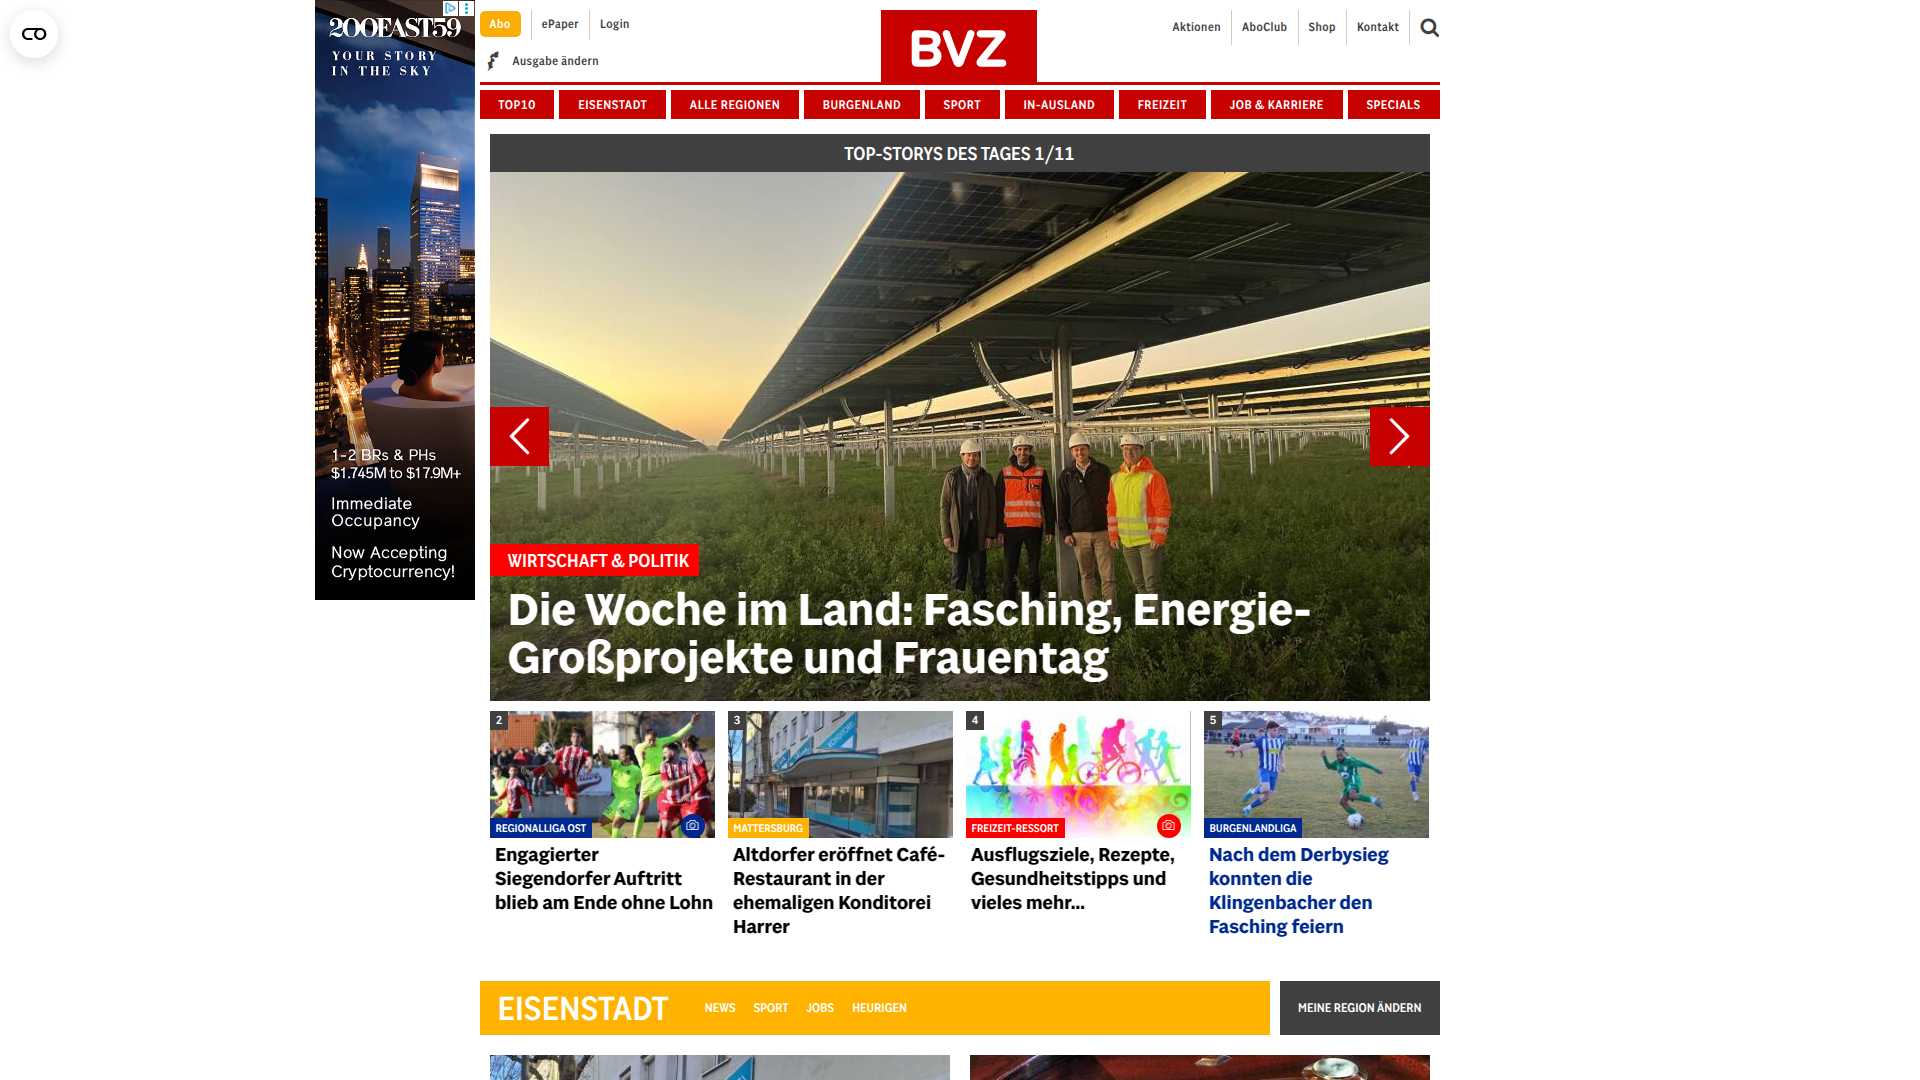 200EAST59
YOUR STORY
IN THE SKY
1-2 BRs & PHs
$1.745M to $17.9M+
Immediate
Occupancy
Now Accepting
Cryptocurrency!
Abo
ePaper
Login
Ausgabe ändern
BVZ
Aktionen
AboClub
Shop
Kontakt
TOP10
EISENSTADT
ALLE REGIONEN
BURGENLAND
SPORT
IN-AUSLAND
FREIZEIT
JOB & KARRIERE
SPECIALS
TOP-STORYS DES TAGES 1/11
WIRTSCHAFT & POLITIK
Die Woche im Land: Fasching, Energie-
Großprojekte und Frauentag
2
REGIONALLIGA OST
Engagierter
Siegendorfer Auftritt
blieb am Ende ohne Lohn
3
MATTERSBURG
Altdorfer eröffnet Café-
Restaurant in der
ehemaligen Konditorei
Harrer
4
FREIZEIT-RESSORT
Ausflugsziele, Rezepte,
Gesundheitstipps und
vieles mehr...
5
BURGENLANDLIGA
Nach dem Derbysieg
konnten die
Klingenbacher den
Fasching feiern
EISENSTADT
NEWS
SPORT
JOBS
HEURIGEN
MEINE REGION ÄNDERN